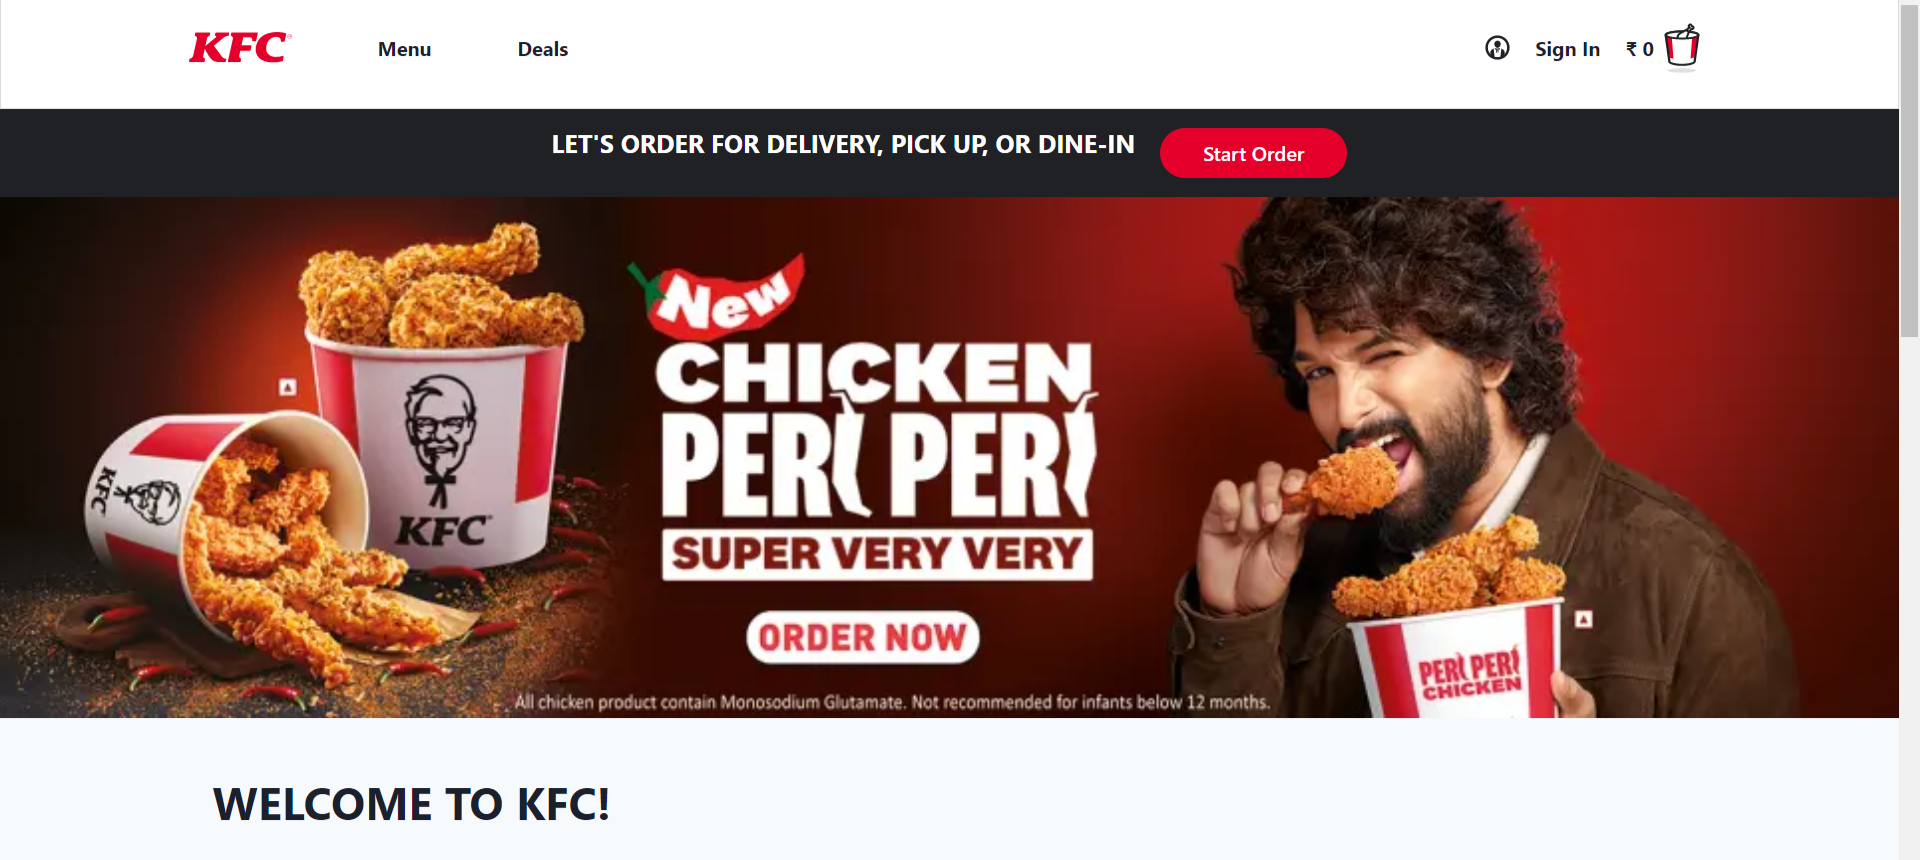 KFC
Menu
Deals
Sign In
₹ 0
LET'S ORDER FOR DELIVERY, PICK UP, OR DINE-IN
Start Order
New
CHICKEN
PERI PERI
SUPER VERY VERY
ORDER NOW
KFC
KFC
PERI PERI
CHICKEN
All chicken product contain Monosodium Glutamate. Not recommended for infants below 12 months.
WELCOME TO KFC!